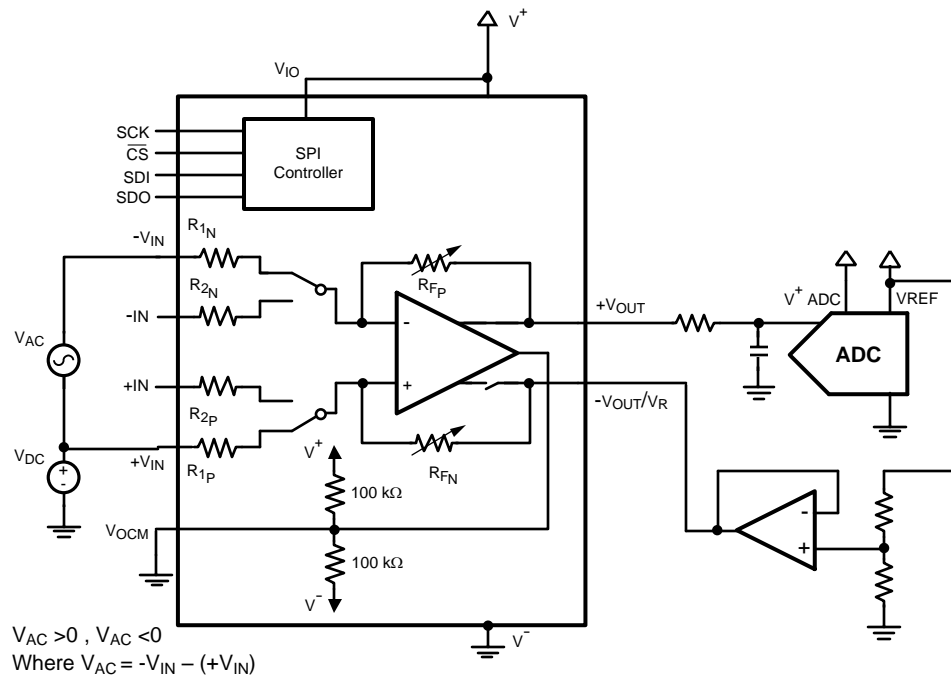 V+
VIO
SCK
CS
SDI
SDO
SPI
Controller
R1N
-VIN
R2N
-IN
VAC
+IN
R2P
VDC
+VIN
R1P
RFP
-
+
+VOUT
V+ ADC
VREF
ADC
-VOUT/VR
RFN
V+
100 kΩ
VOCM
100 kΩ
V-
+
-
-
+
V-
VAC >0 , VAC <0
Where VAC = -VIN – (+VIN)